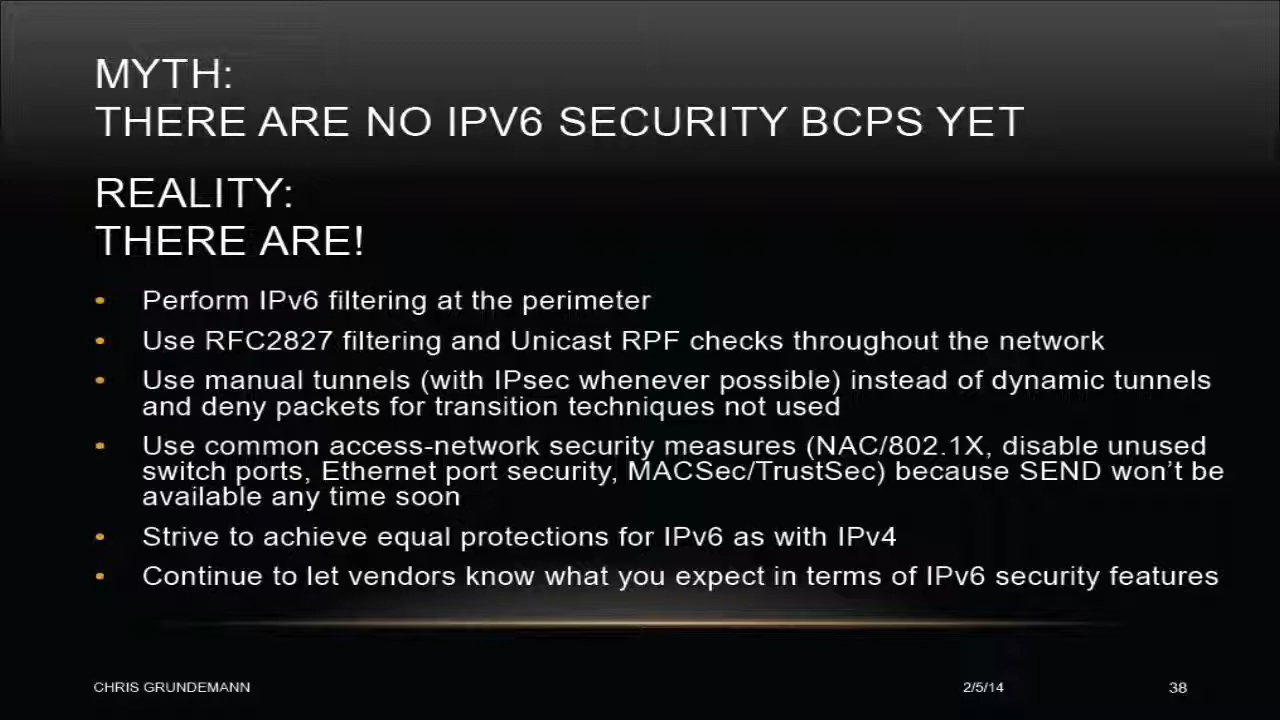 MYTH:
THERE ARE NO IPV6 SECURITY BCPS YET
REALITY:
THERE ARE!
• Perform IPv6 filtering at the perimeter
• Use RFC2827 filtering and Unicast RPF checks throughout the network
• Use manual tunnels (with IPsec whenever possible) instead of dynamic tunnels
and deny packets for transition techniques not used
• Use common access-network security measures (NAC/802.1X, disable unused
switch ports, Ethernet port security, MACSec/TrustSec) because SEND won't be
available any time soon
• Strive to achieve equal protections for IPv6 as with IPv4
• Continue to let vendors know what you expect in terms of IPv6 security features
CHRIS GRUNDEMANN 2/5/14 38